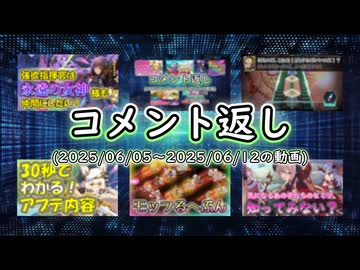 強欲指揮官は
永遠の女神
様も
仲間にしたい!
コメント返し
コメント返し
(2025/06/05~2025/06/12の動画)
30秒で
わかる!
アプデ内容
モッフるへぶん
知ってみない?